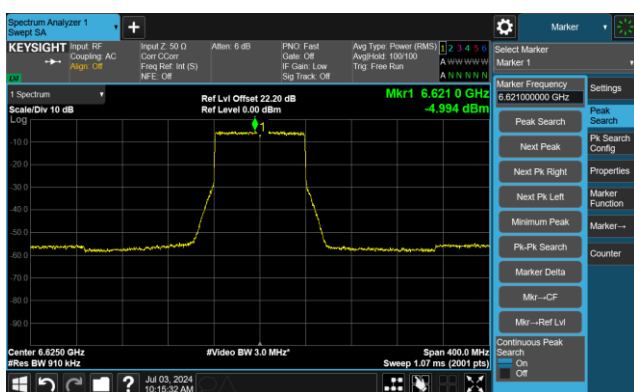 Spectrum Analyzer 1
Swept SA
Marker
KEYSIGHT
Input: RF
Coupling: AC
Align: Off
Input Z: 50 Ω
Corr CCorr
Freq Ref: Int (S)
NFE: Off
Atten: 6 dB
PNO: Fast
Gate: Off
IF Gain: Low
Sig Track: Off
Avg Type: Power (RMS)
Avg|Hold: 100/100
Trig: Free Run
1 2 3 4 5 6
A W W W W W
A N N N N N
Select Marker
Marker 1
LXI
1 Spectrum
Scale/Div 10 dB
Log
Ref Lvl Offset 22.20 dB
Ref Level 0.00 dBm
Mkr1 6.621 0 GHz
-4.994 dBm
1
-10.0
-20.0
-30.0
-40.0
-50.0
-60.0
-70.0
-80.0
-90.0
Center 6.6250 GHz
#Res BW 910 kHz
#Video BW 3.0 MHz*
Span 400.0 MHz
Sweep 1.07 ms (2001 pts)
Marker Frequency
6.621000000 GHz
Peak Search
Next Peak
Next Pk Right
Next Pk Left
Minimum Peak
Pk-Pk Search
Marker Delta
Mkr→CF
Mkr→Ref Lvl
Continuous Peak
Search
On
Off
Settings
Peak
Search
Pk Search
Config
Properties
Marker
Function
Marker→
Counter
?
Jul 03, 2024
10:15:32 AM